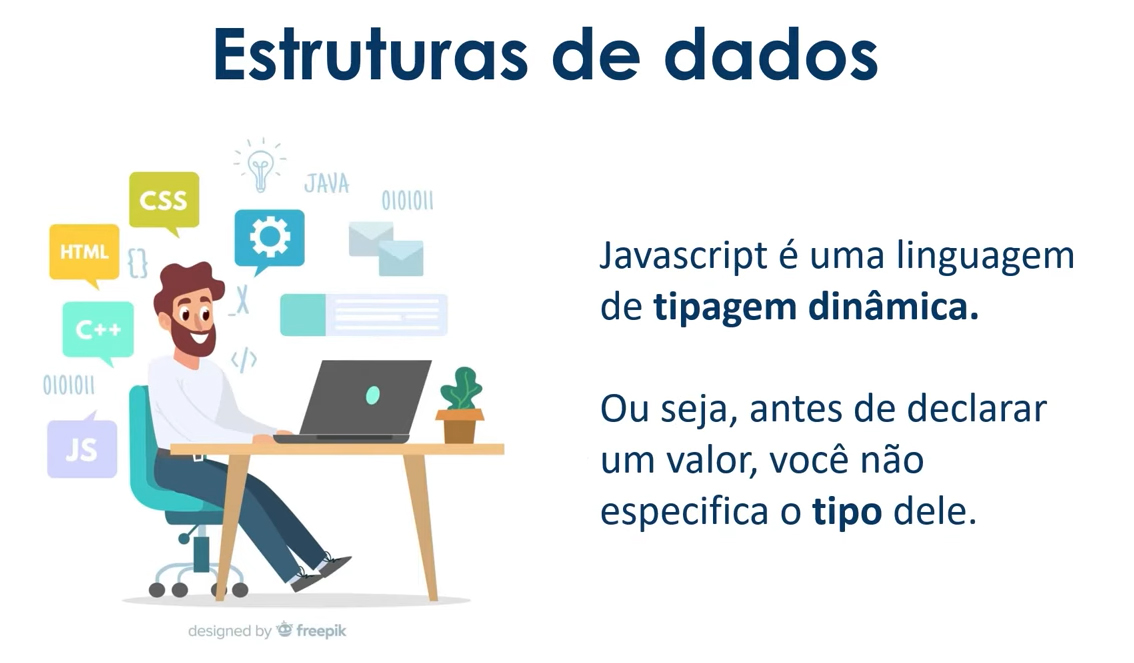 Estruturas de dados
JAVA
CSS
0101011
HTML
{}
_X
C++
</>
0101011
JS
Javascript é uma linguagem
de tipagem dinâmica.
Ou seja, antes de declarar
um valor, você não
especifica o tipo dele.
designed by freepik